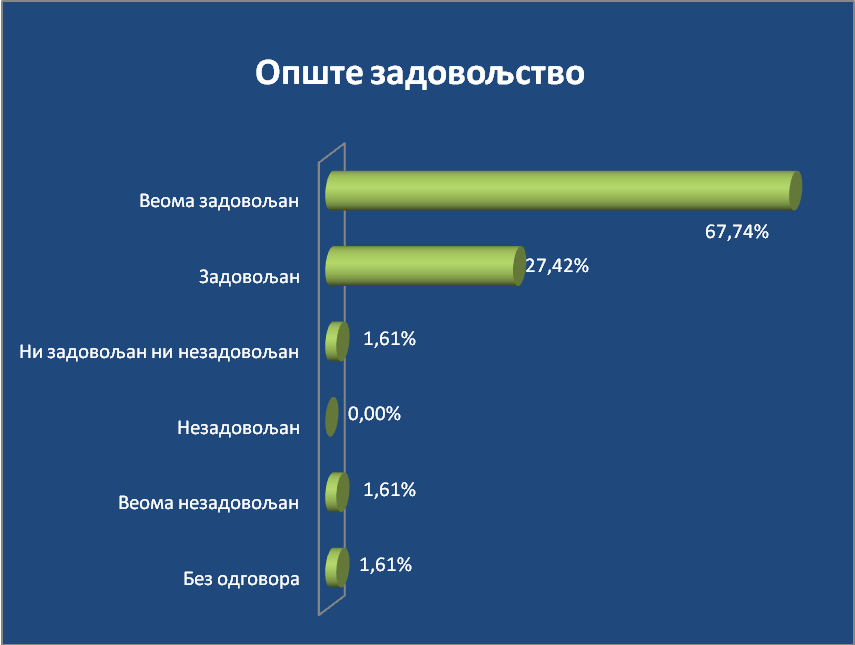 Опште задовољство
Веома задовољан
67,74%
Задовољан
27,42%
Ни задовољан ни незадовољан
1,61%
Незадовољан
0,00%
Веома незадовољан
1,61%
Без одговора
1,61%